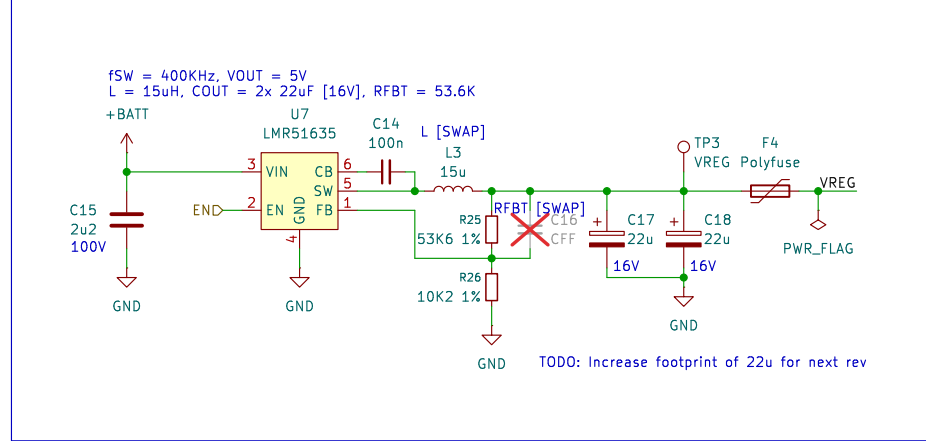 fSW = 400KHz, VOUT = 5V
L = 15uH, COUT = 2x 22uF [16V], RFBT = 53.6K
+BATT
U7
LMR51635
C14
100n
L [SWAP]
L3
15u
TP3
VREG
F4
Polyfuse
3
VIN
CB
6
SW
5
2
EN
GND
FB
1
4
END
VREG
C15
2u2
100V
RFBT [SWAP]
R25
53K6 1%
C16
CFF
+
C17
22u
16V
+
C18
22u
16V
PWR_FLAG
R26
10K2 1%
GND
GND
GND
GND
TODO: Increase footprint of 22u for next rev